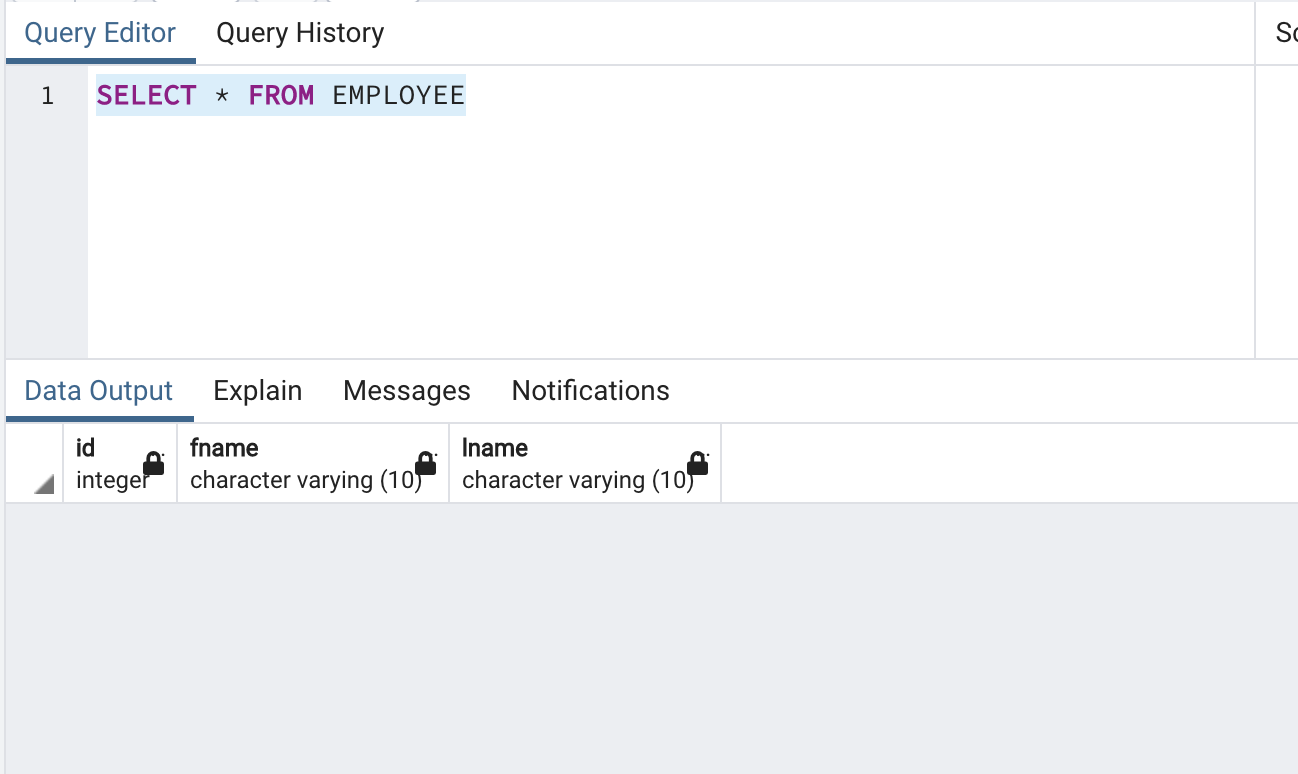 Query Editor Query History
1 SELECT * FROM EMPLOYEE
Data Output Explain Messages Notifications
id fname lname
integer character varying (10) character varying (10)